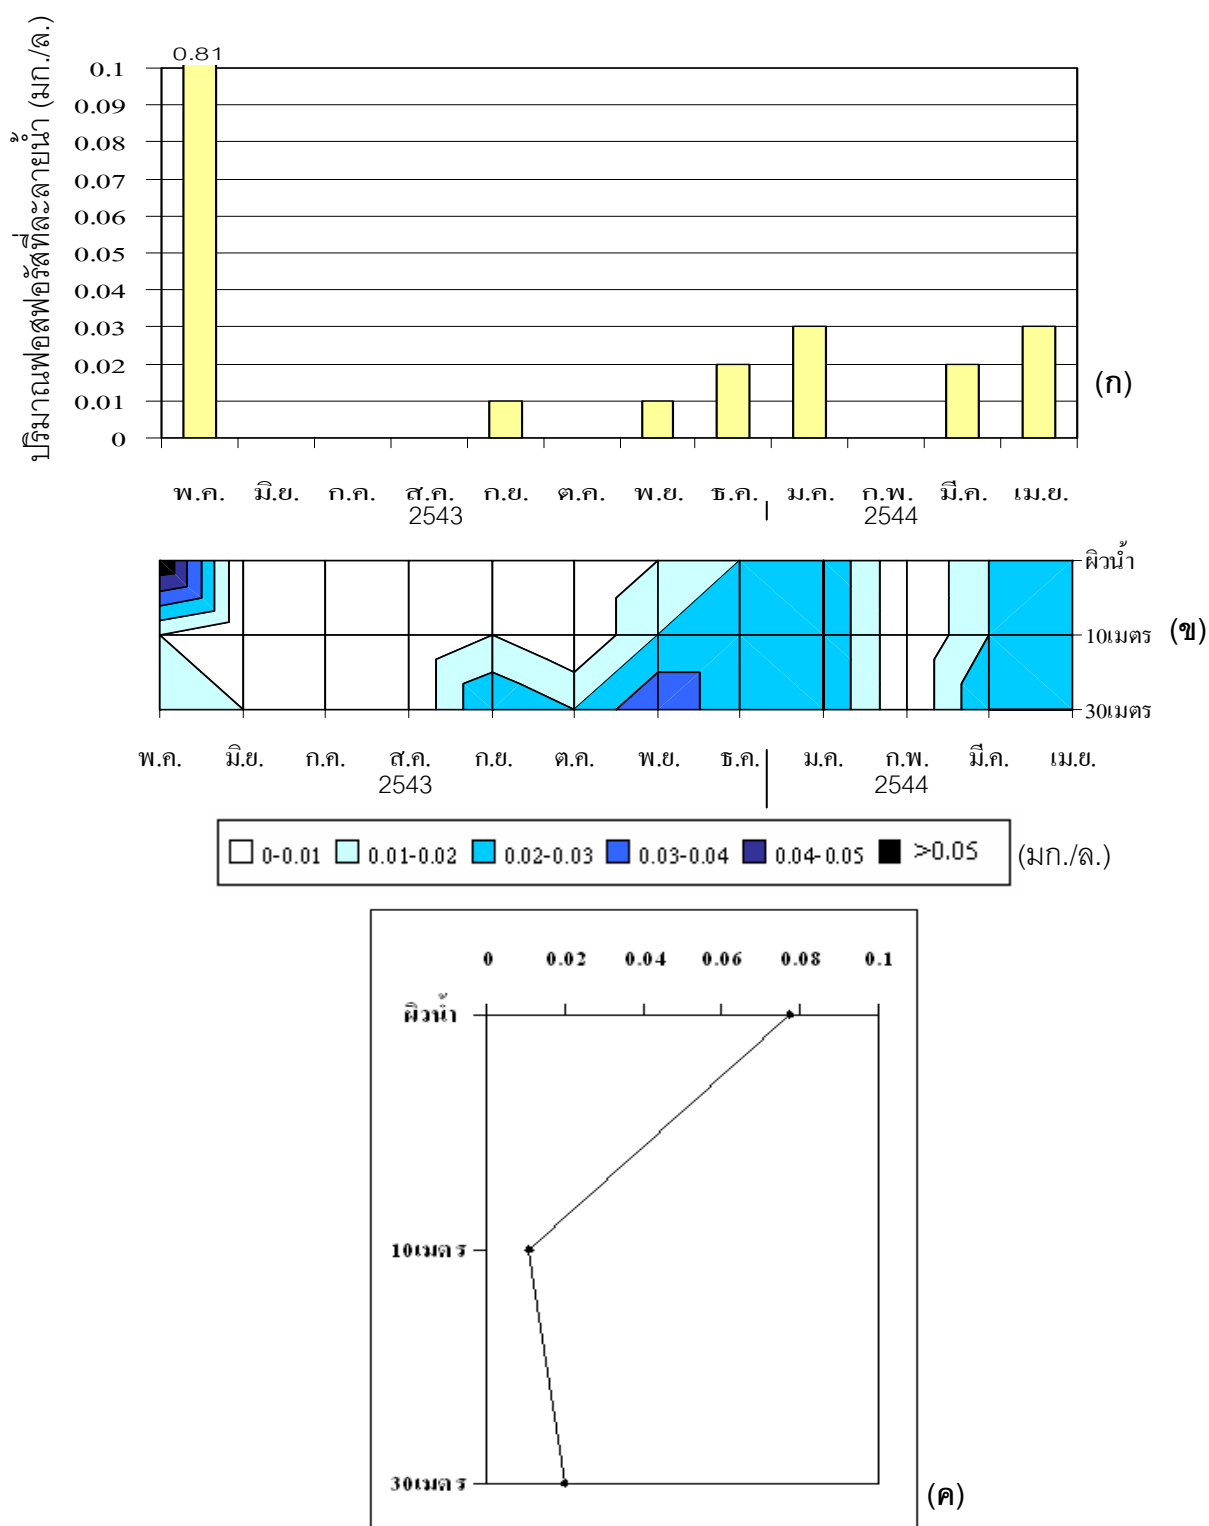 ปริมาณฟอสฟอรัสที่ละลายน้ำ (มก./ล.)
0.81
0.1
0.09
0.08
0.07
0.06
0.05
0.04
0.03
0.02
0.01
0
(ก)
พ.ค. มิ.ย. ก.ค. ส.ค. ก.ย. ต.ค. พ.ย. ธ.ค. ม.ค. ก.พ. มี.ค. เม.ย.
2543 2544
ผิวน้ำ
10เมตร
(ข)
30เมตร
พ.ค. มิ.ย. ก.ค. ส.ค. ก.ย. ต.ค. พ.ย. ธ.ค. ม.ค. ก.พ. มี.ค. เม.ย.
2543 2544
0-0.01 0.01-0.02 0.02-0.03 0.03-0.04 0.04-0.05 >0.05 (มก./ล.)
0 0.02 0.04 0.06 0.08 0.1
ผิวน้ำ
10เมตร
30เมตร
(ค)